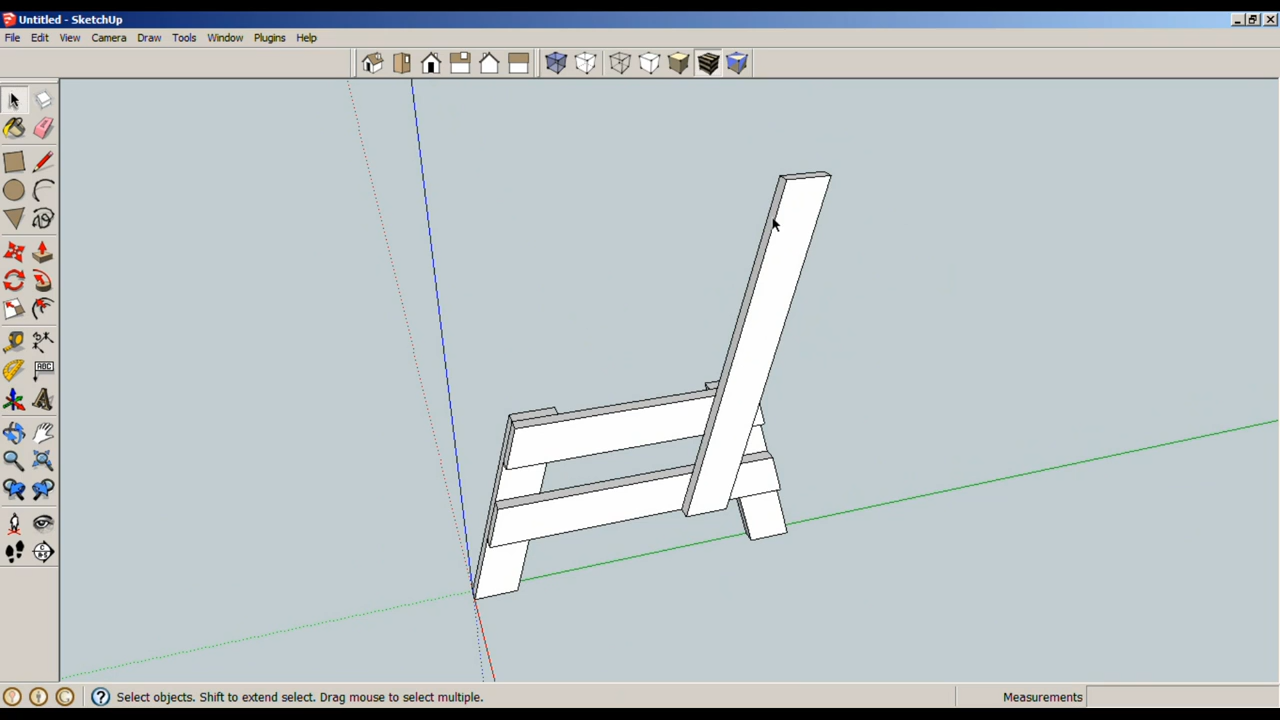 Untitled - SketchUp
File Edit View Camera Draw Tools Window Plugins Help
ABC
Select objects. Shift to extend select. Drag mouse to select multiple.
Measurements